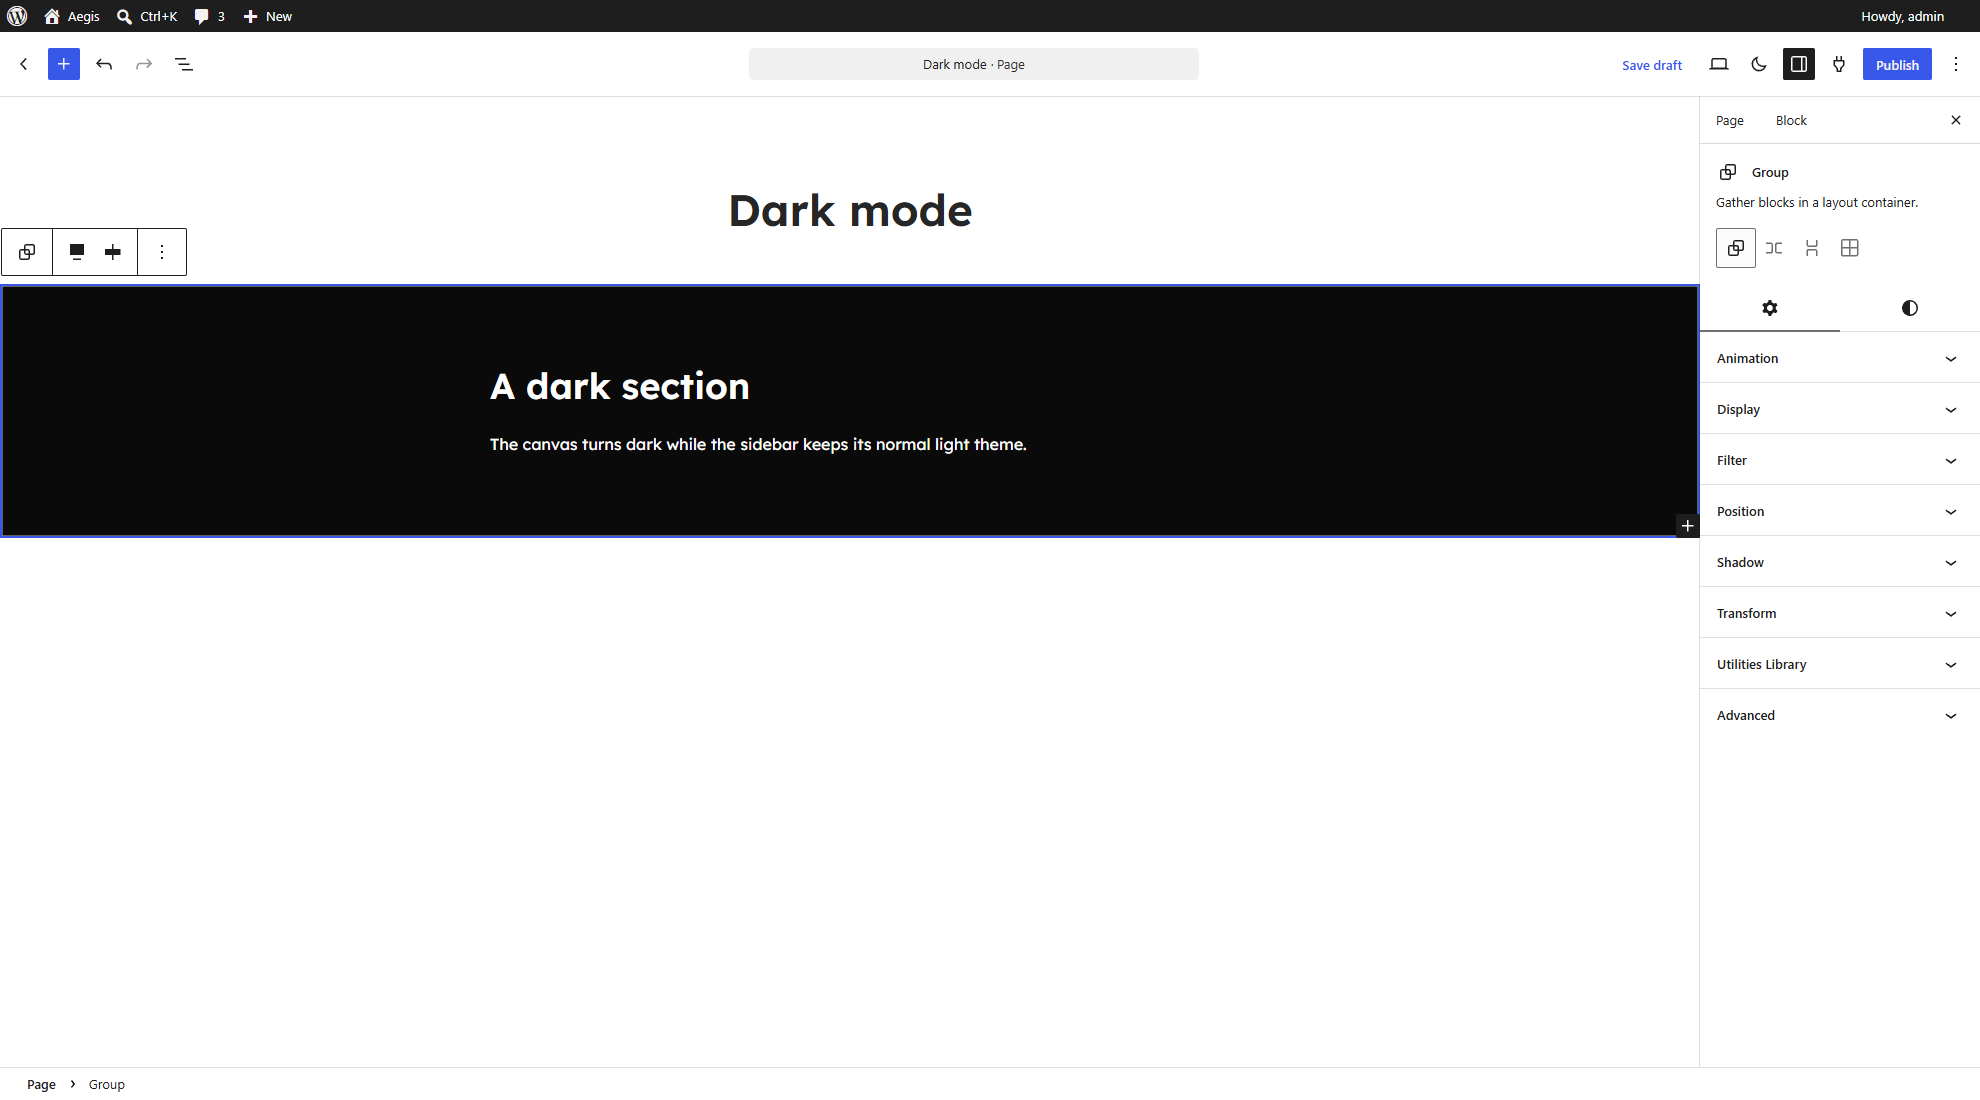 Aegis Ctrl+K 3 New Howdy, admin
Dark mode · Page Save draft Publish
Page Block
Dark mode
Group
Gather blocks in a layout container.
A dark section
The canvas turns dark while the sidebar keeps its normal light theme.
Animation
Display
Filter
Position
Shadow
Transform
Utilities Library
Advanced
Page › Group